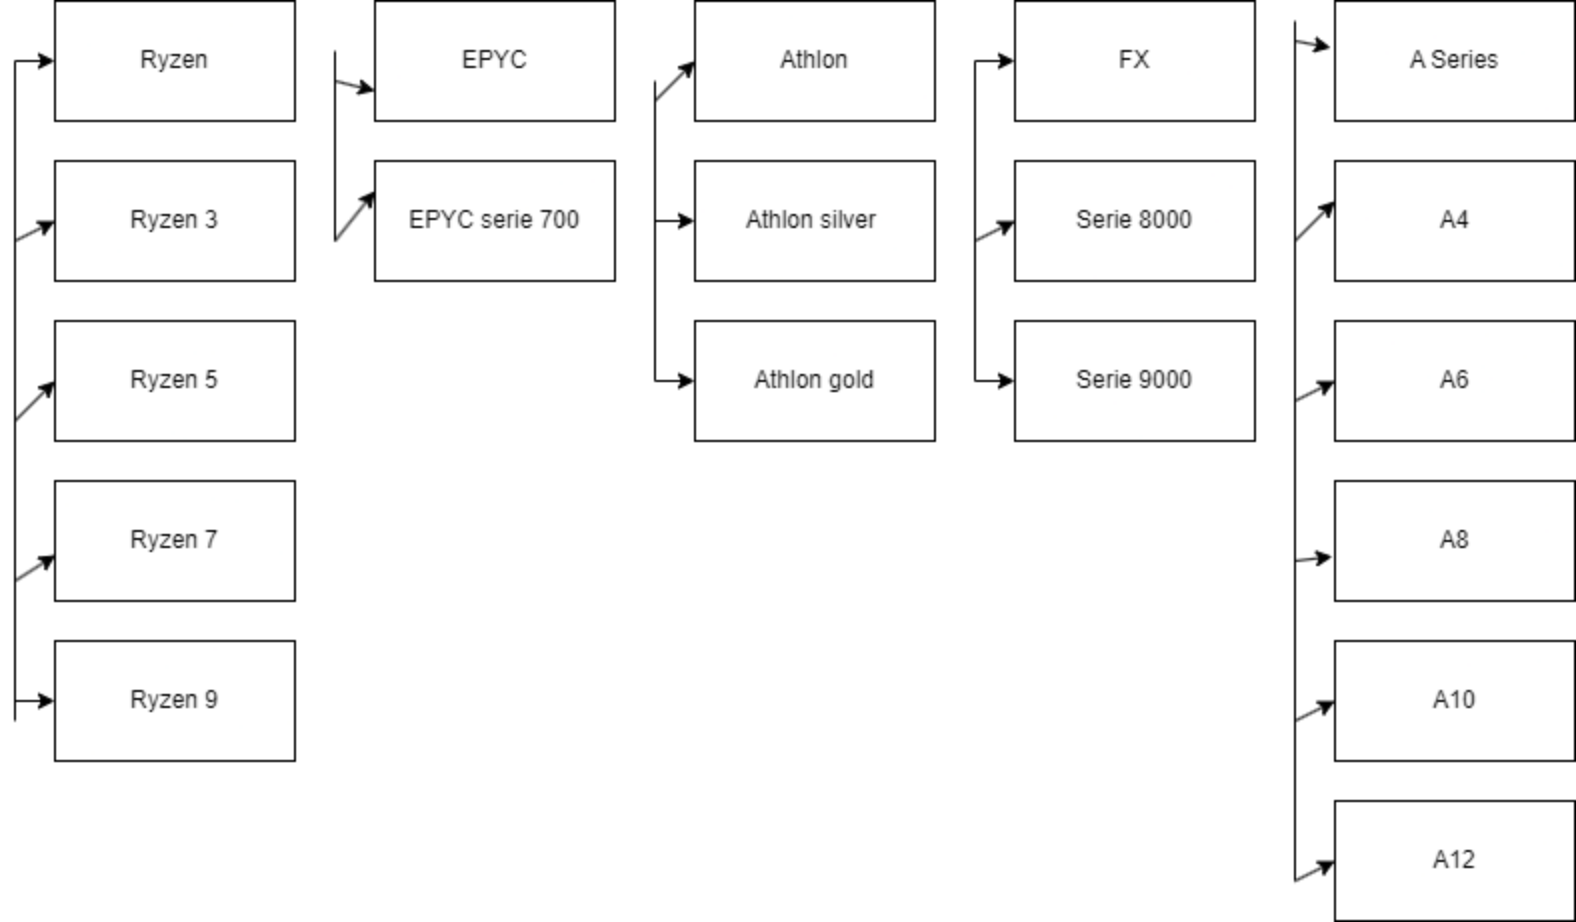 Ryzen
Ryzen 3
Ryzen 5
Ryzen 7
Ryzen 9
EPYC
EPYC serie 700
Athlon
Athlon silver
Athlon gold
FX
Serie 8000
Serie 9000
A Series
A4
A6
A8
A10
A12